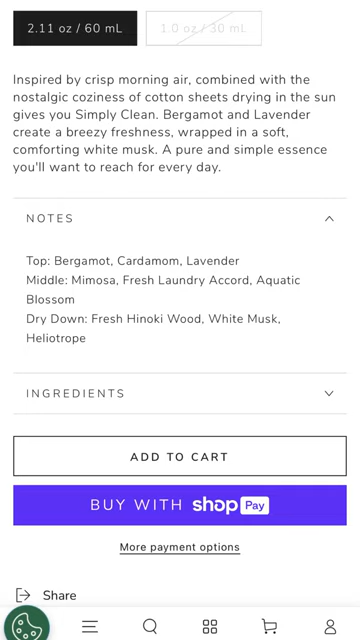 2.11 oz / 60 mL
1.0 oz / 30 mL
Inspired by crisp morning air, combined with the
nostalgic coziness of cotton sheets drying in the sun
gives you Simply Clean. Bergamot and Lavender
create a breezy freshness, wrapped in a soft,
comforting white musk. A pure and simple essence
you'll want to reach for every day.
NOTES
Top: Bergamot, Cardamom, Lavender
Middle: Mimosa, Fresh Laundry Accord, Aquatic
Blossom
Dry Down: Fresh Hinoki Wood, White Musk,
Heliotrope
INGREDIENTS
ADD TO CART
BUY WITH shop Pay
More payment options
Share